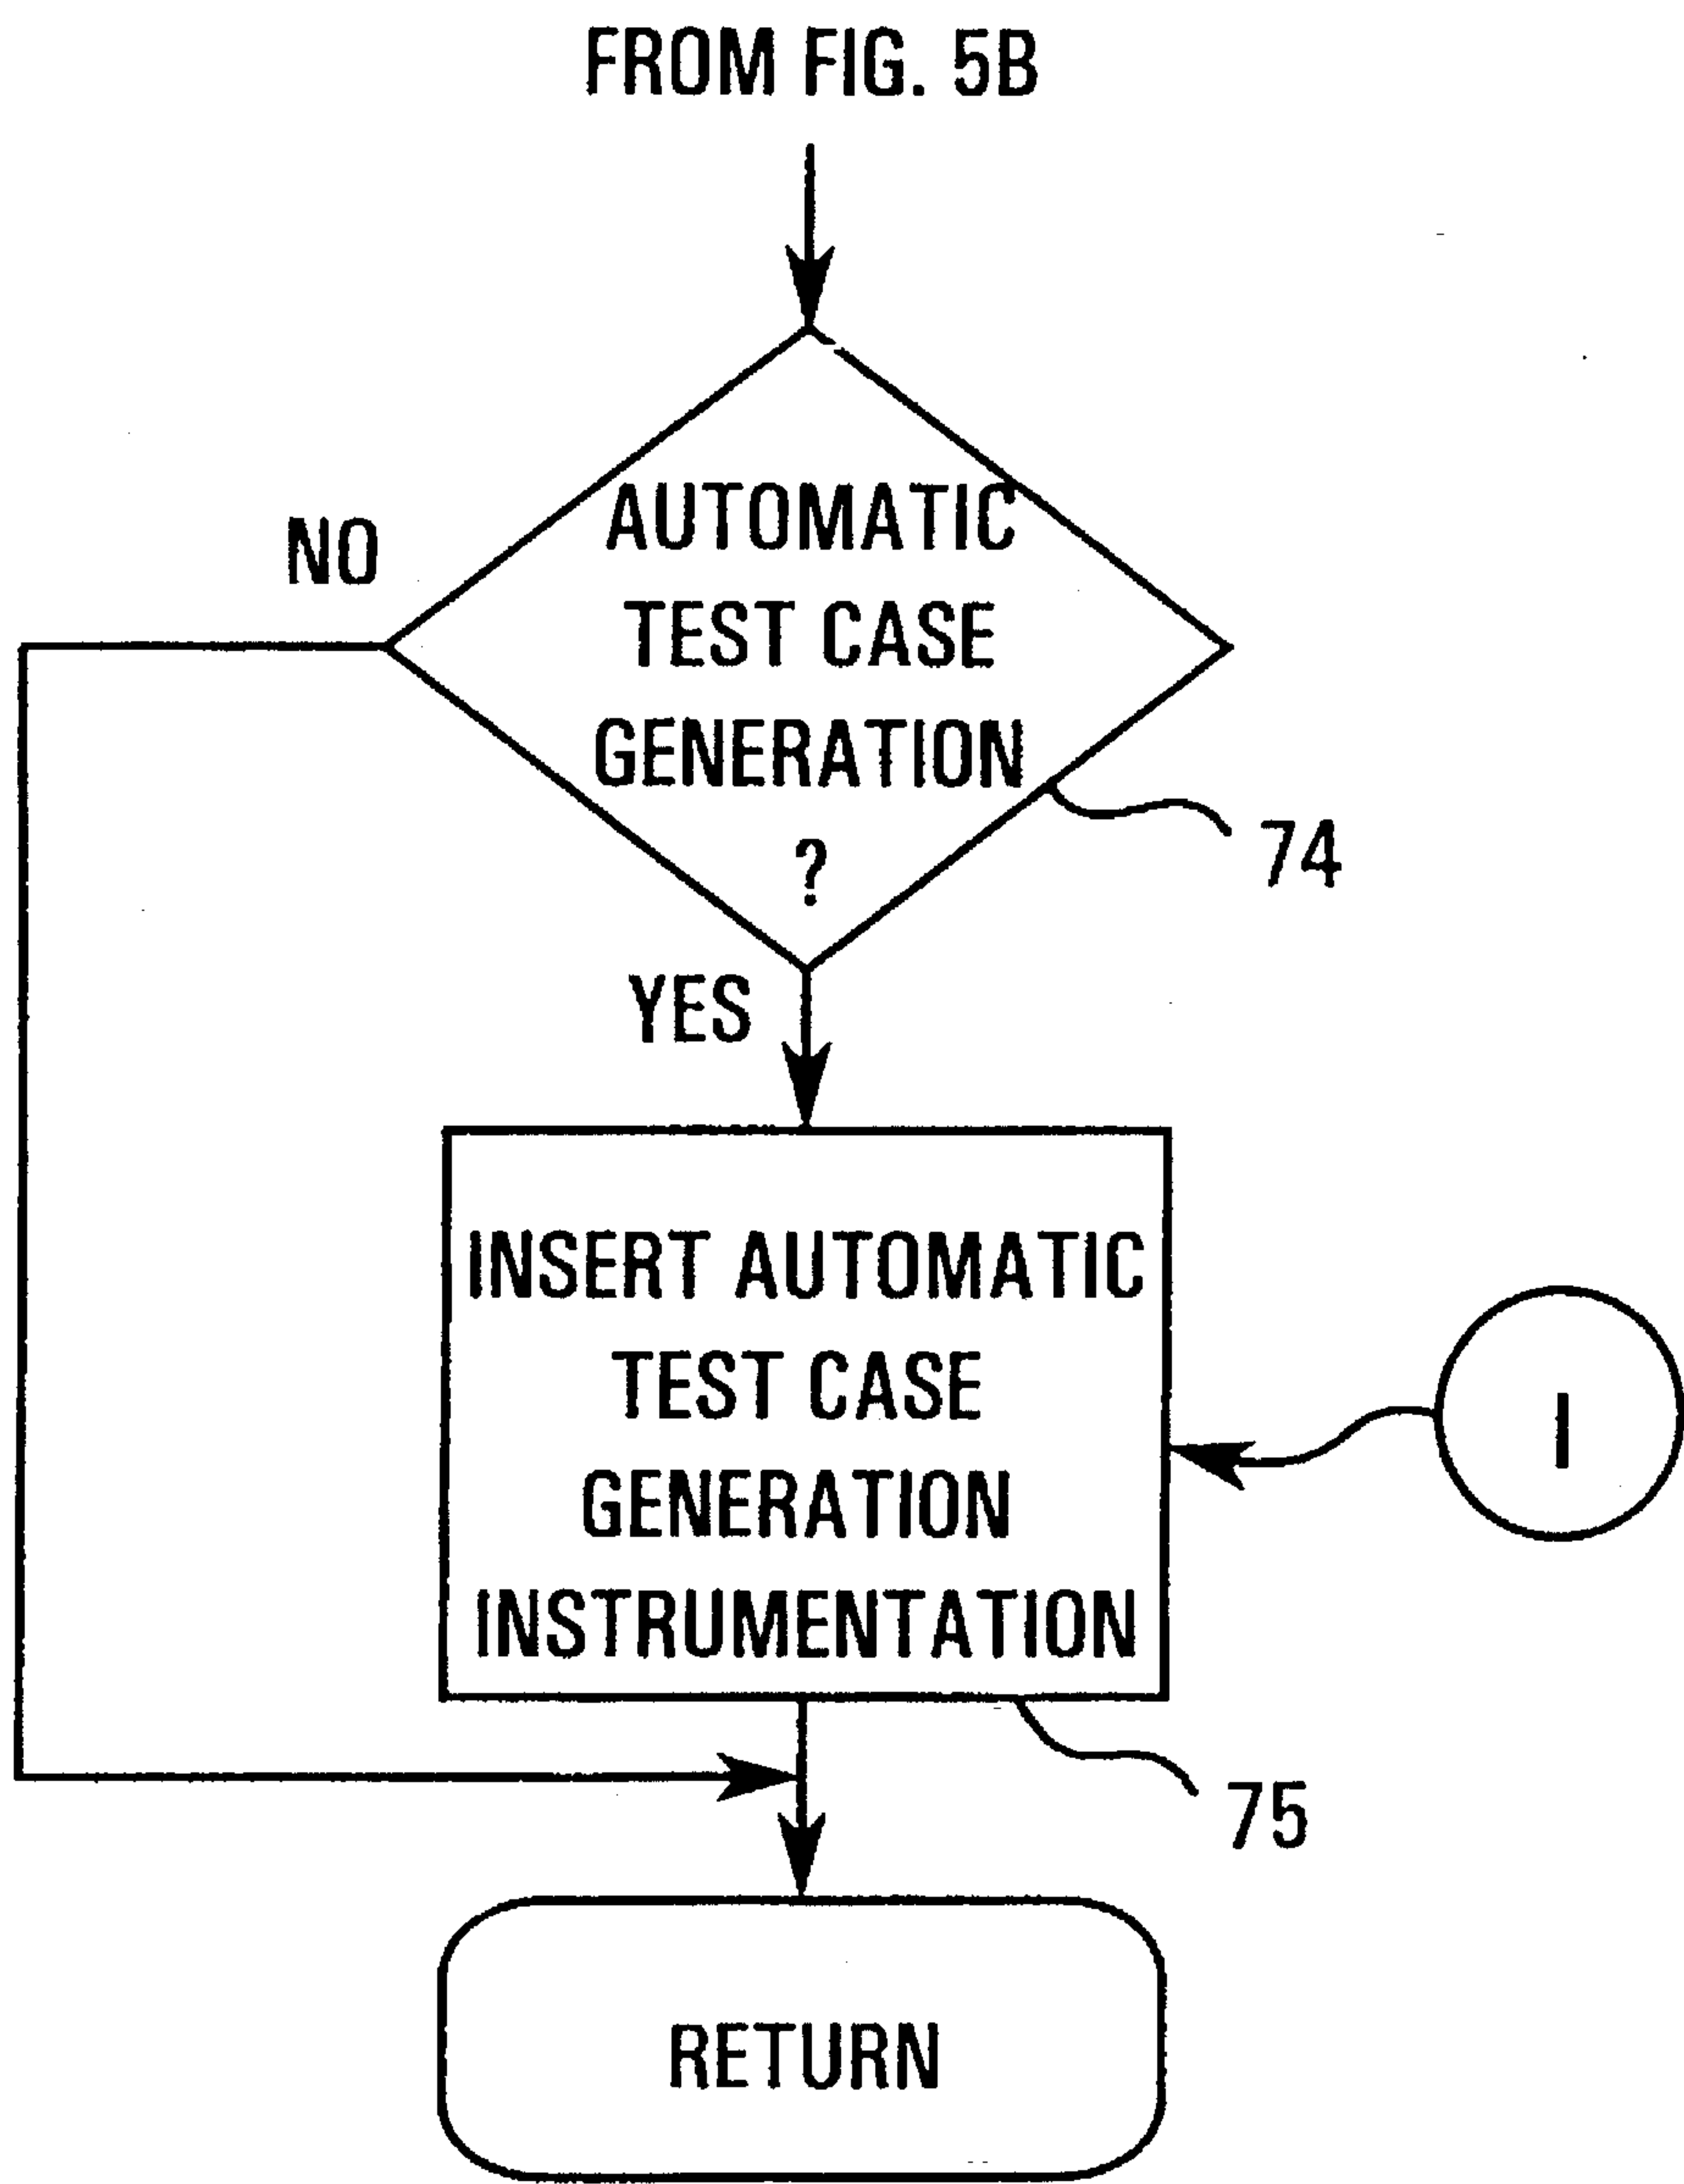 FROM FIG. 5B
AUTOMATIC
TEST CASE
GENERATION
?
NO
74
YES
INSERT AUTOMATIC
TEST CASE
GENERATION
INSTRUMENTATION
I
75
RETURN